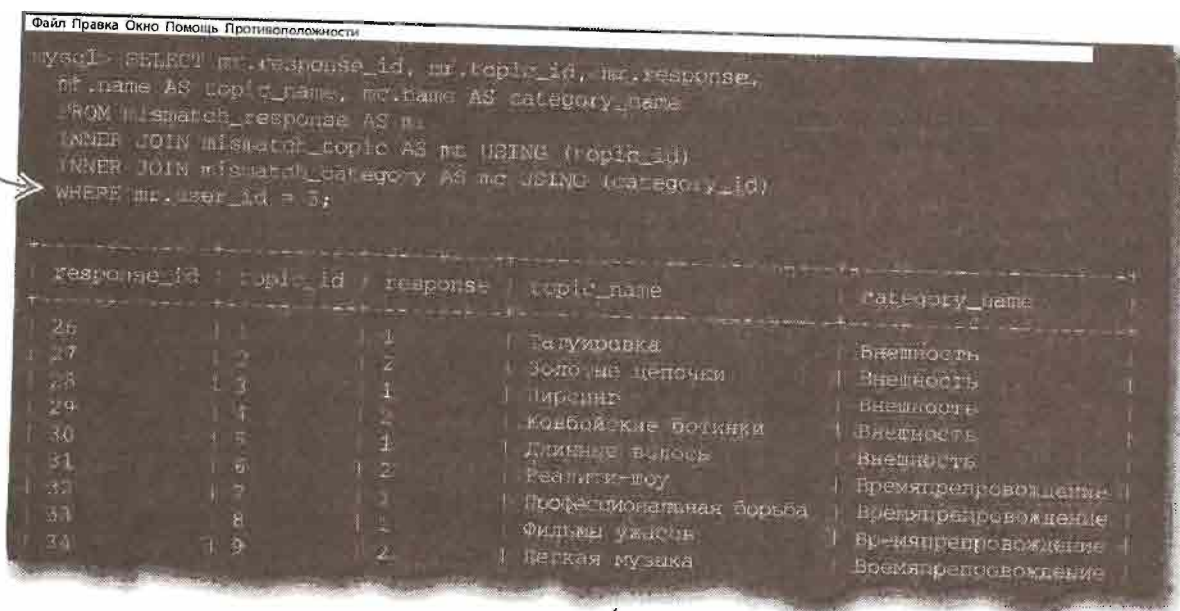 Файл Правка Окно Помощь Противоположности
mysql> SELECT mr.response_id, mr.topic_id, mr.response,
mt.name AS topic_name, mc.name AS category_name
FROM mismatch_response AS mr
INNER JOIN mismatch_topic AS mt USING (topic_id)
INNER JOIN mismatch_category AS mc USING (category_id)
WHERE mr.user_id = 3;
| response_id | topic_id | response | topic_name | category_name |
| 26 | 1 | 1 | Татуировка | Внешность |
| 27 | 2 | 2 | Золотые цепочки | Внешность |
| 28 | 3 | 1 | Пирсинг | Внешность |
| 29 | 4 | | Ковбойские ботинки | Внешность |
| 30 | 5 | 1 | Длинные волосы | Внешность |
| 31 | 6 | 2 | Реалити-шоу | Времяпрепровождение |
| 32 | 7 | | Профессиональная борьба | Времяпрепровождение |
| 33 | 8 | | Фильмы ужасов | Времяпрепровождение |
| 34 | 9 | 2 | Легкая музыка | Времяпрепровождение |